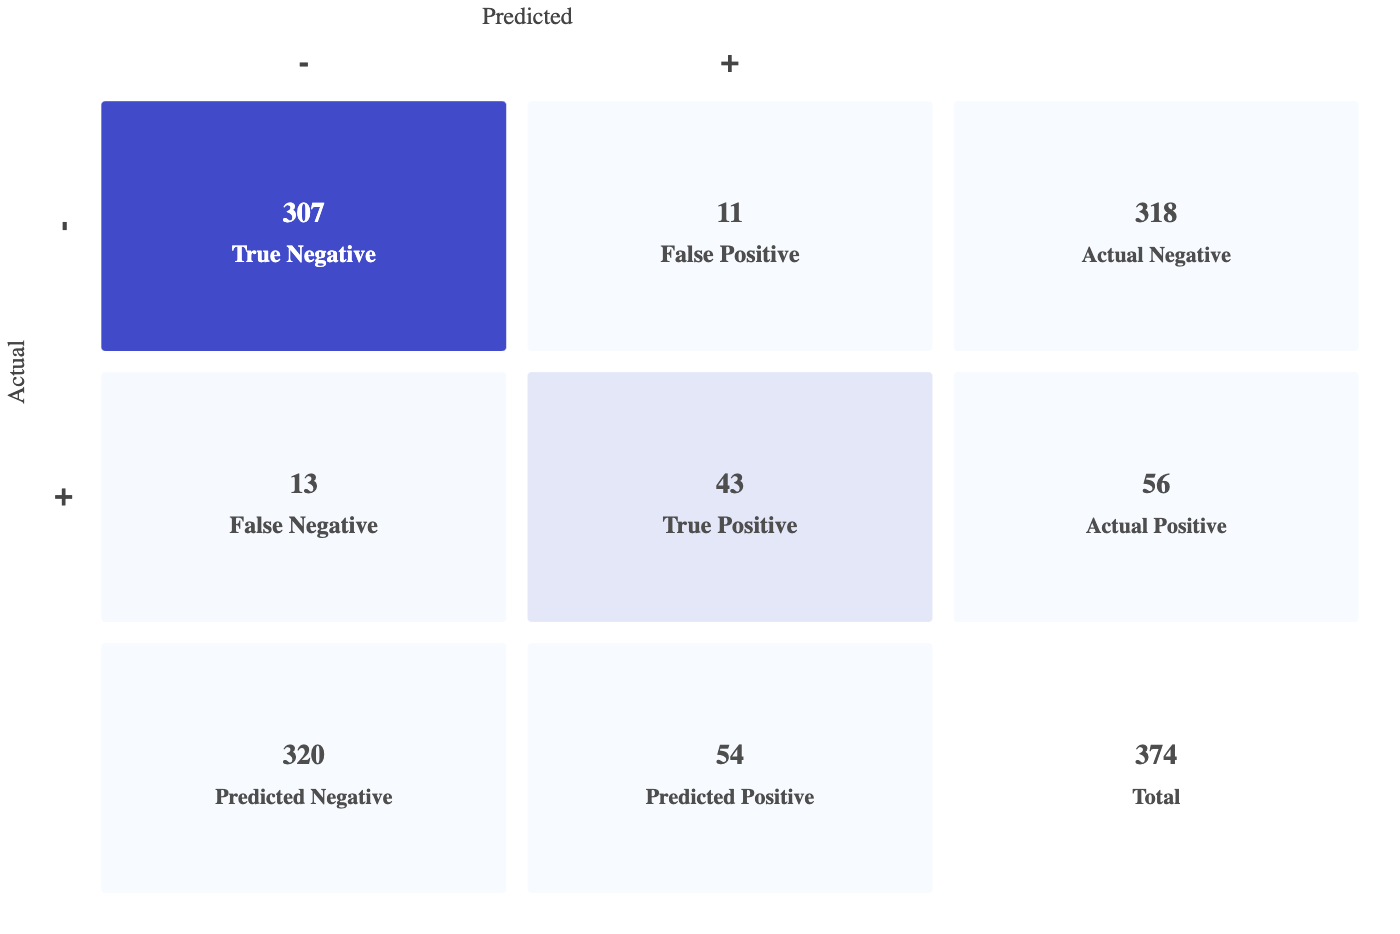 Predicted
- +
-
307
True Negative
11
False Positive
318
Actual Negative
Actual
+
13
False Negative
43
True Positive
56
Actual Positive
320
Predicted Negative
54
Predicted Positive
374
Total